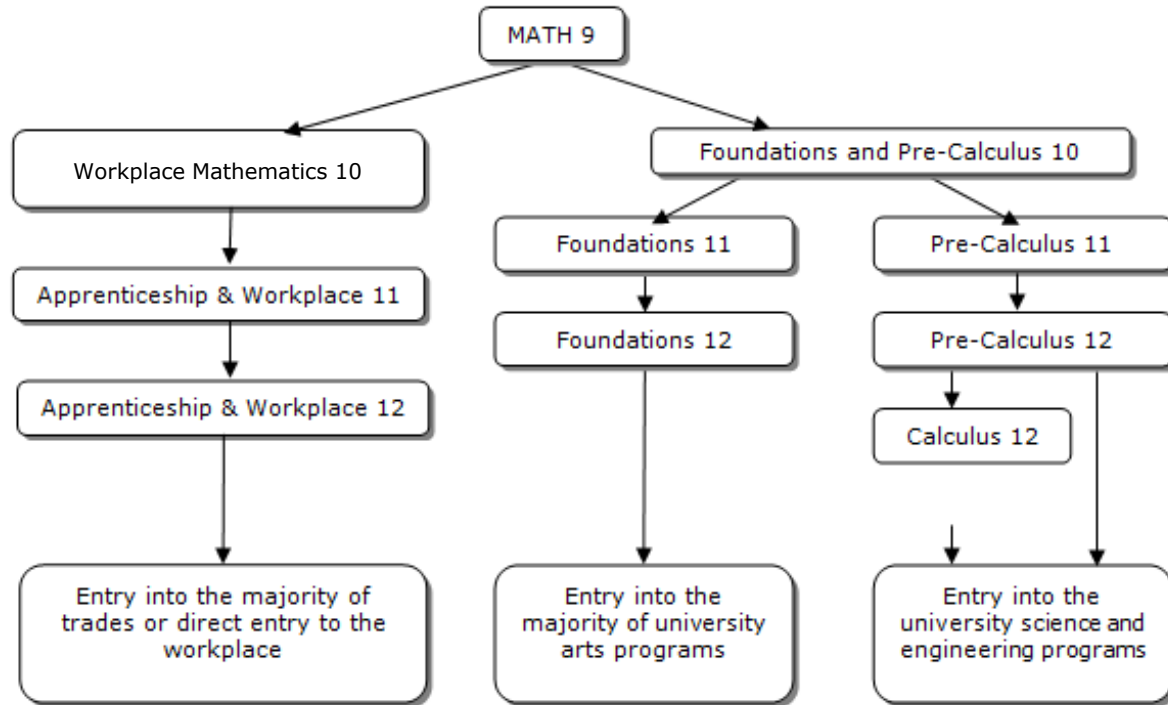 MATH 9
Workplace Mathematics 10
Foundations and Pre-Calculus 10
Foundations 11
Pre-Calculus 11
Apprenticeship & Workplace 11
Foundations 12
Pre-Calculus 12
Apprenticeship & Workplace 12
Calculus 12
Entry into the majority of
trades or direct entry to the
workplace
Entry into the
majority of university
arts programs
Entry into the
university science and
engineering programs